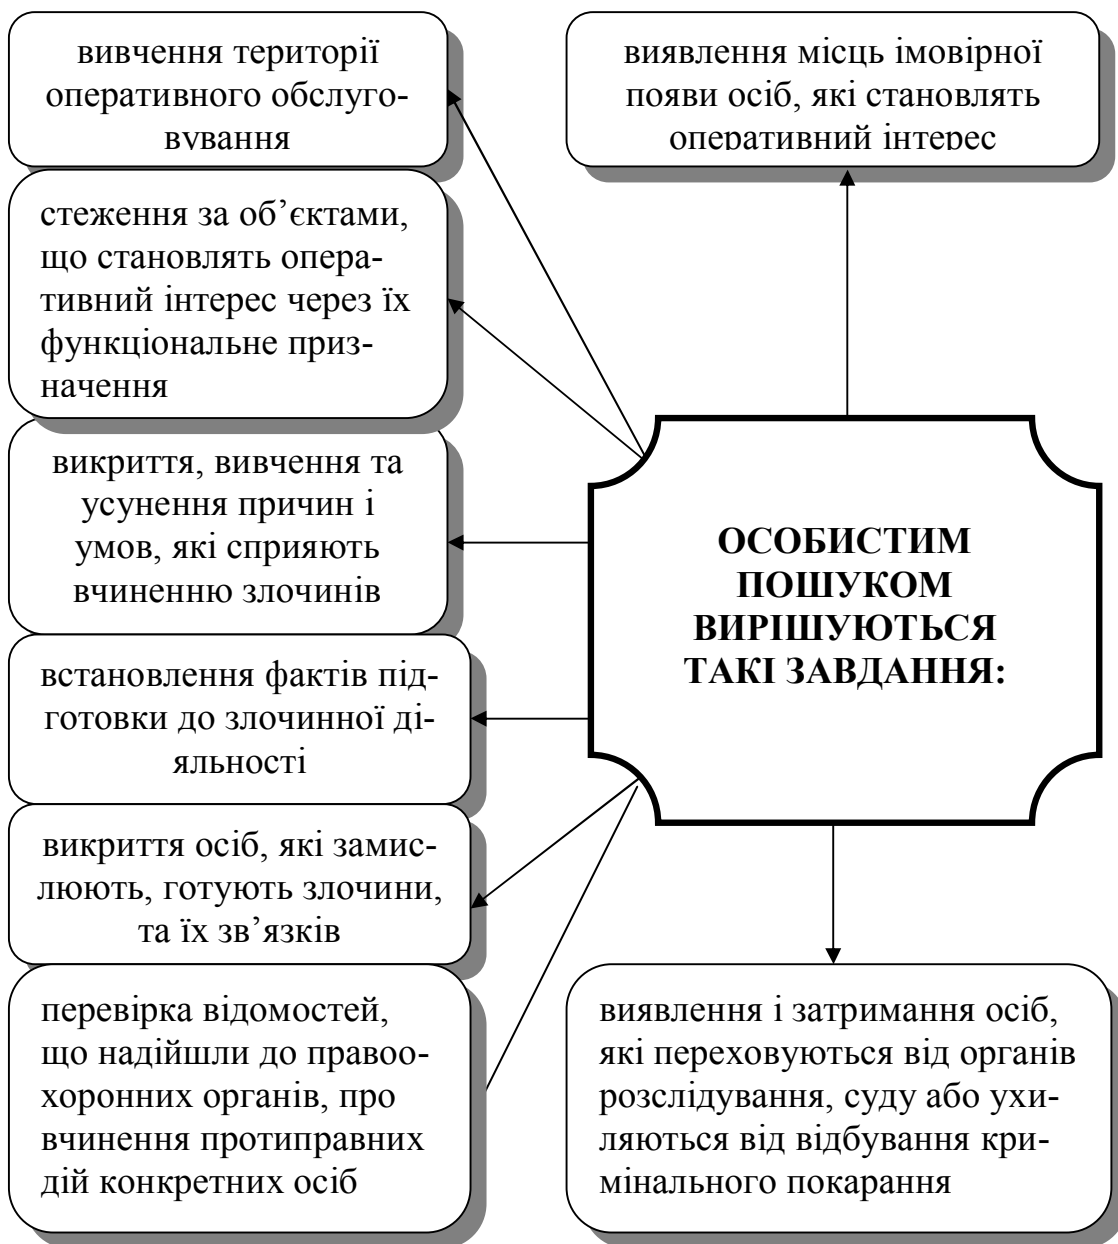 вивчення території
оперативного обслуго-
вування
виявлення місць імовірної
появи осіб, які становлять
оперативний інтерес
стеження за об’єктами,
що становлять опера-
тивний інтерес через їх
функціональне приз-
начення
викриття, вивчення та
усунення причин і
умов, які сприяють
вчиненню злочинів
ОСОБИСТИМ
ПОШУКОМ
ВИРІШУЮТЬСЯ
ТАКІ ЗАВДАННЯ:
встановлення фактів під-
готовки до злочинної ді-
яльності
викриття осіб, які замис-
люють, готують злочини,
та їх зв’язків
перевірка відомостей,
що надійшли до правоо-
хоронних органів, про
вчинення протиправних
дій конкретних осіб
виявлення і затримання осіб,
які переховуються від органів
розслідування, суду або ухи-
ляються від відбування кри-
мінального покарання